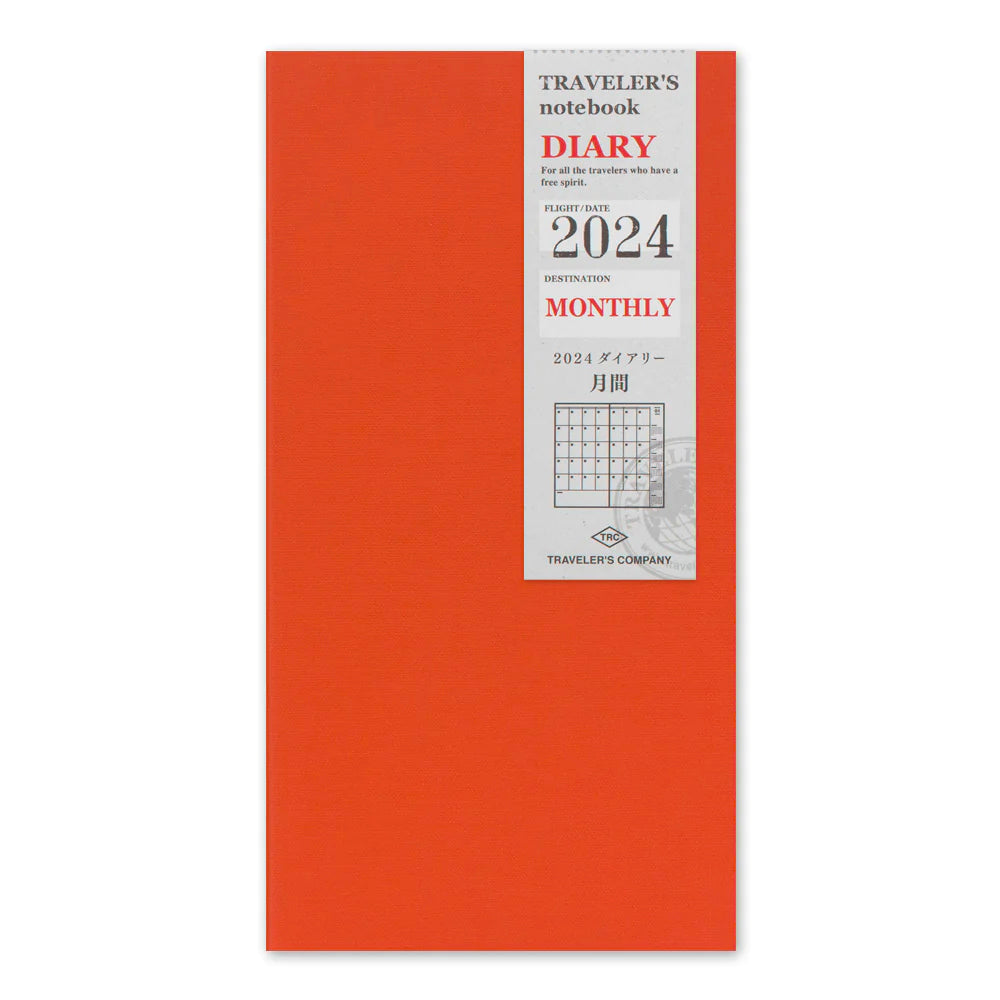 TRAVELER'S
notebook
DIARY
For all the travelers who have a
free spirit.
FLIGHT/DATE
2024
DESTINATION
MONTHLY
2024 ダイアリー
月間
TRC
TRAVELER'S COMPANY